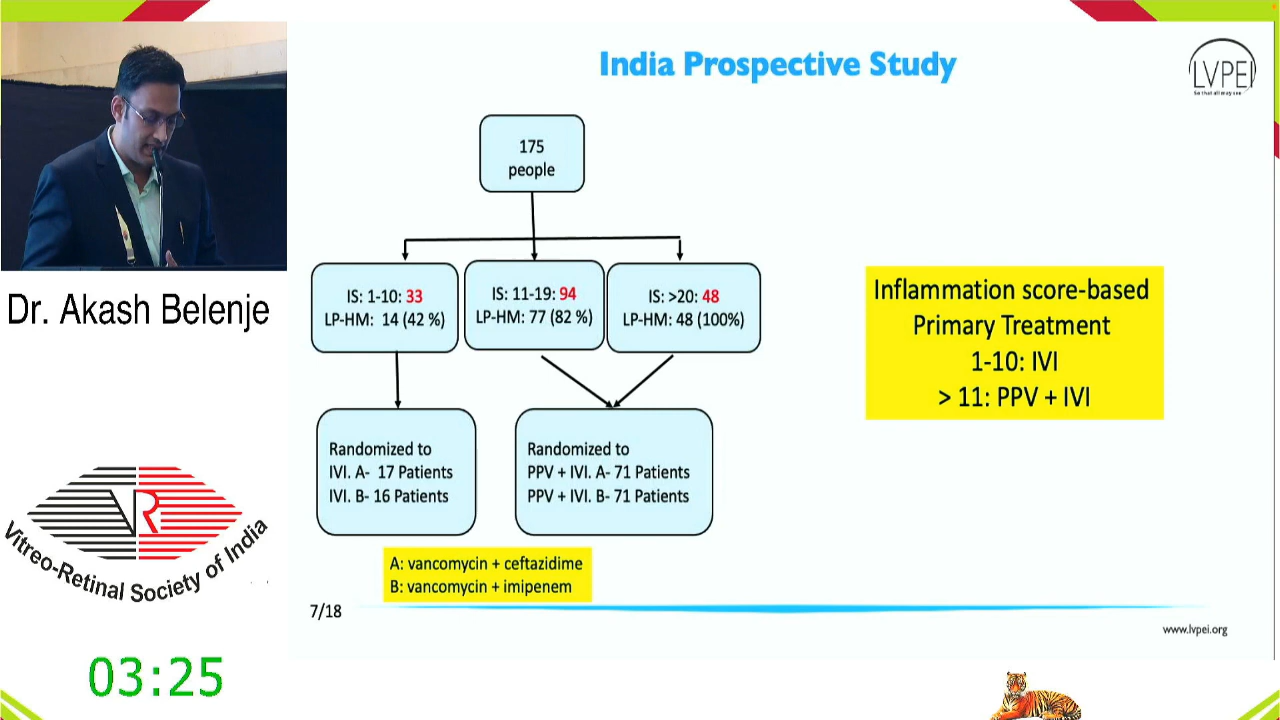 India Prospective Study
LVPEI
So that all may see
175
people
IS: 1-10: 33
LP-HM: 14 (42 %)
IS: 11-19: 94
LP-HM: 77 (82 %)
IS: >20: 48
LP-HM: 48 (100%)
Inflammation score-based
Primary Treatment
1-10: IVI
> 11: PPV + IVI
Randomized to
IVI. A- 17 Patients
IVI. B- 16 Patients
Randomized to
PPV + IVI. A- 71 Patients
PPV + IVI. B- 71 Patients
A: vancomycin + ceftazidime
B: vancomycin + imipenem
7/18
www.lvpei.org
Dr. Akash Belenje
VR
Vitreo-Retinal Society of India
03:25